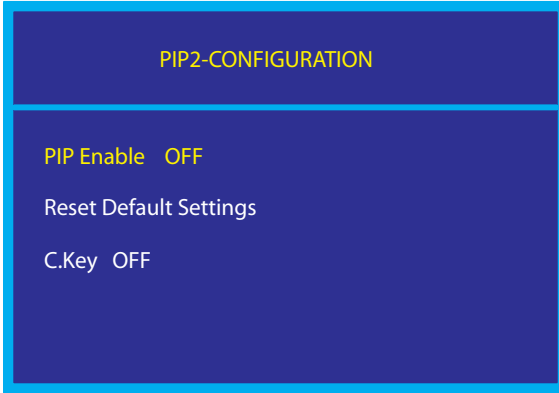 PIP2-CONFIGURATION
PIP Enable OFF
Reset Default Settings
C.Key OFF